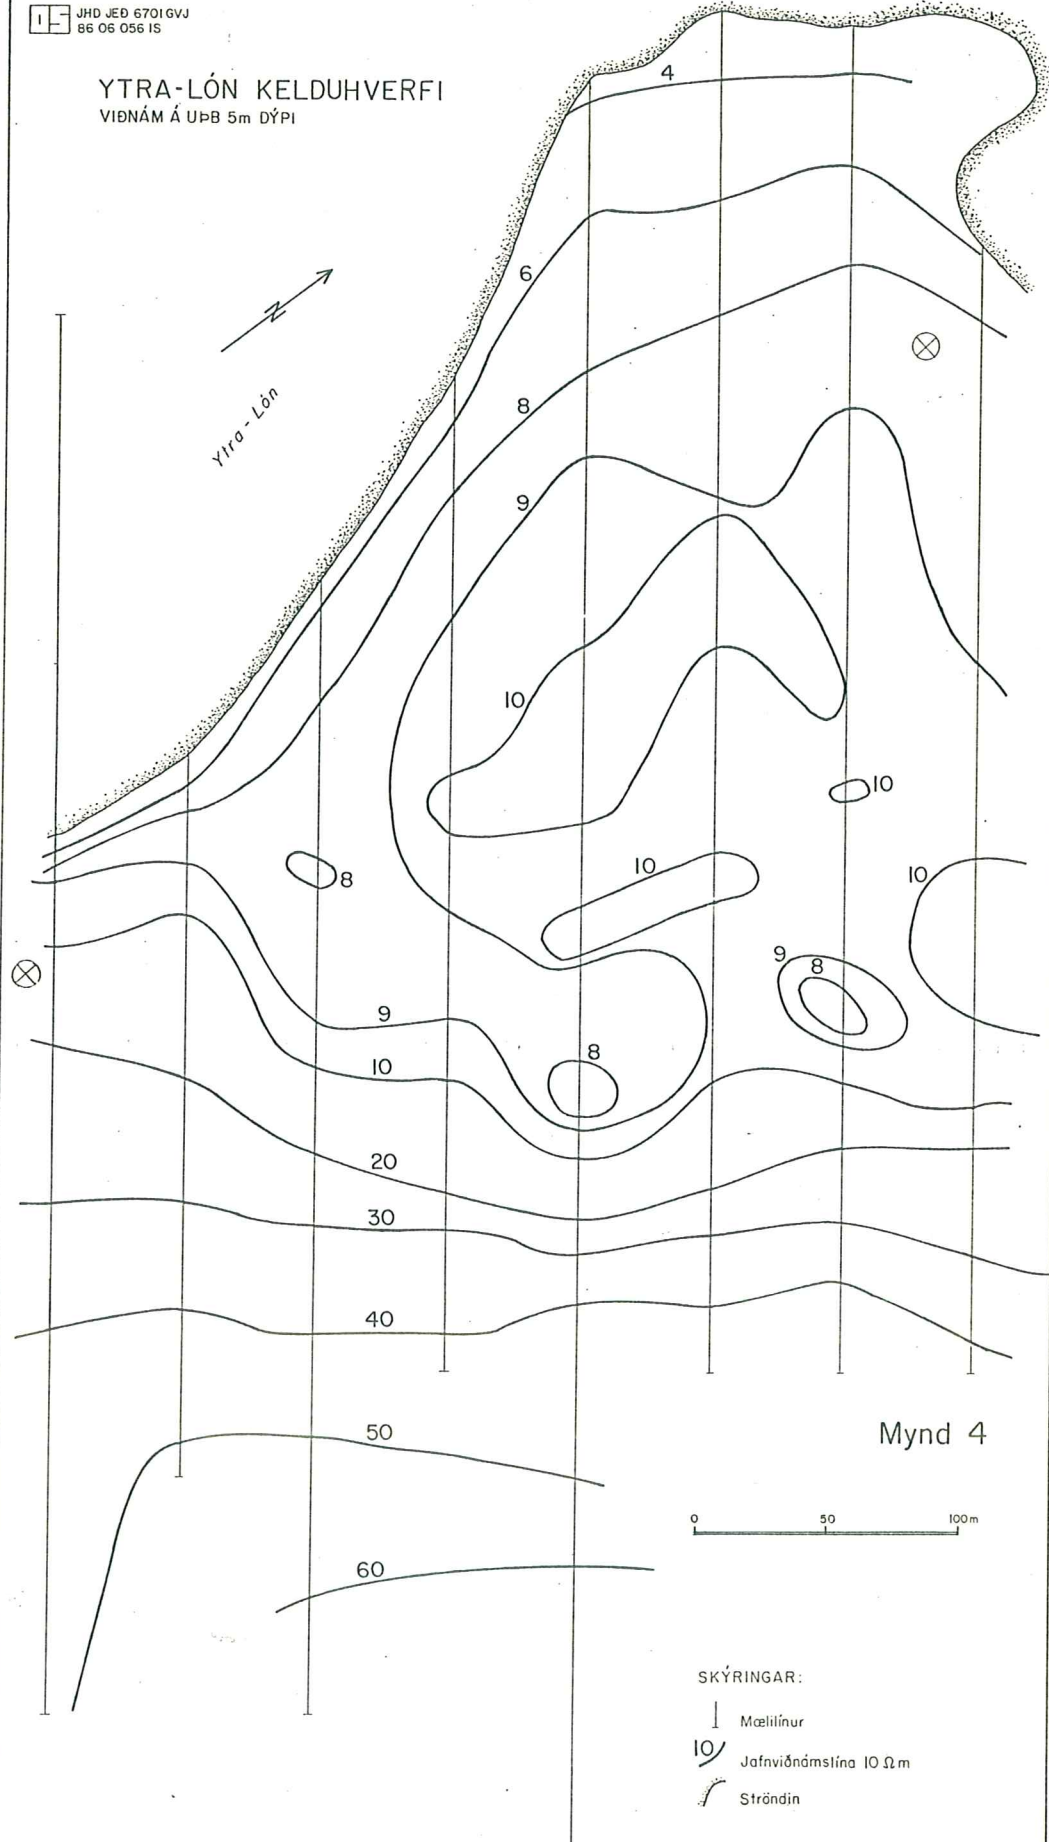 OS
JHD JEÐ 6701 GVJ
86 06 056 IS
YTRA-LÓN KELDUHVERFI
VIÐNÁM Á UÞB 5m DÝPI
4
6
N
8
Ytra-Lón
9
10
10
8
10
10
9
8
9
8
10
20
30
40
50
Mynd 4
0 50 100 m
60
SKÝRINGAR:
Mælilínur
10 Jafnviðnámslína 10 Ωm
Ströndin